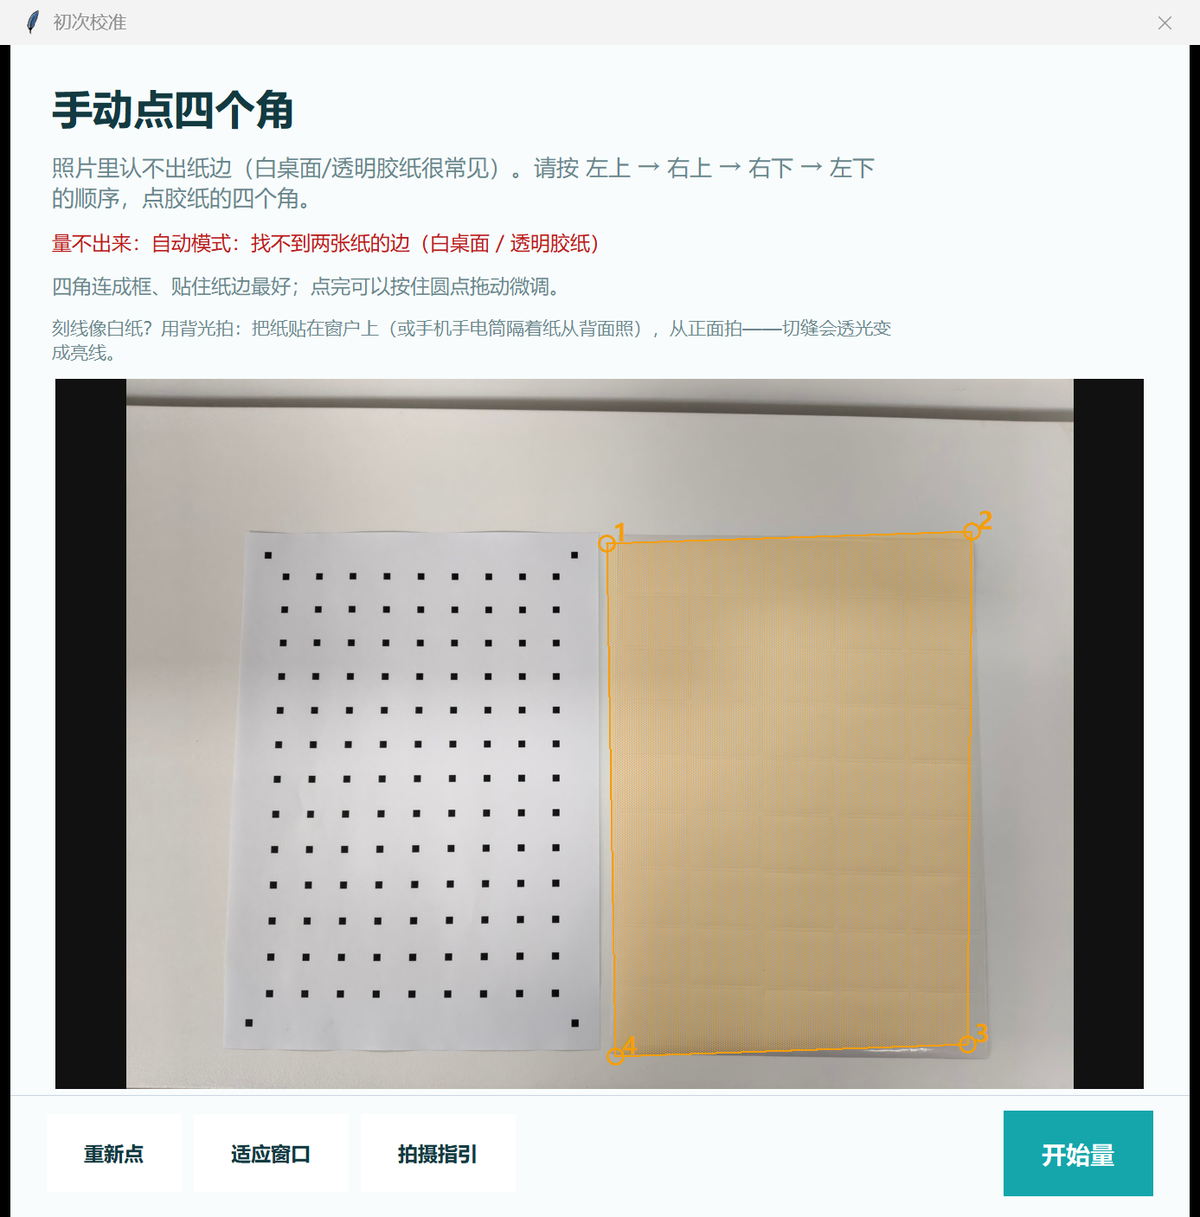 初次校准
手动点四个角
照片里认不出纸边（白桌面/透明胶纸很常见）。请按 左上 → 右上 → 右下 → 左下
的顺序，点胶纸的四个角。
量不出来：自动模式：找不到两张纸的边（白桌面 / 透明胶纸）
四角连成框、贴住纸边最好；点完可以按住圆点拖动微调。
刻线像白纸？用背光拍：把纸贴在窗户上（或手机手电筒隔着纸从背面照），从正面拍——切缝会透光变
成亮线。
1
2
4
3
重新点
适应窗口
拍摄指引
开始量